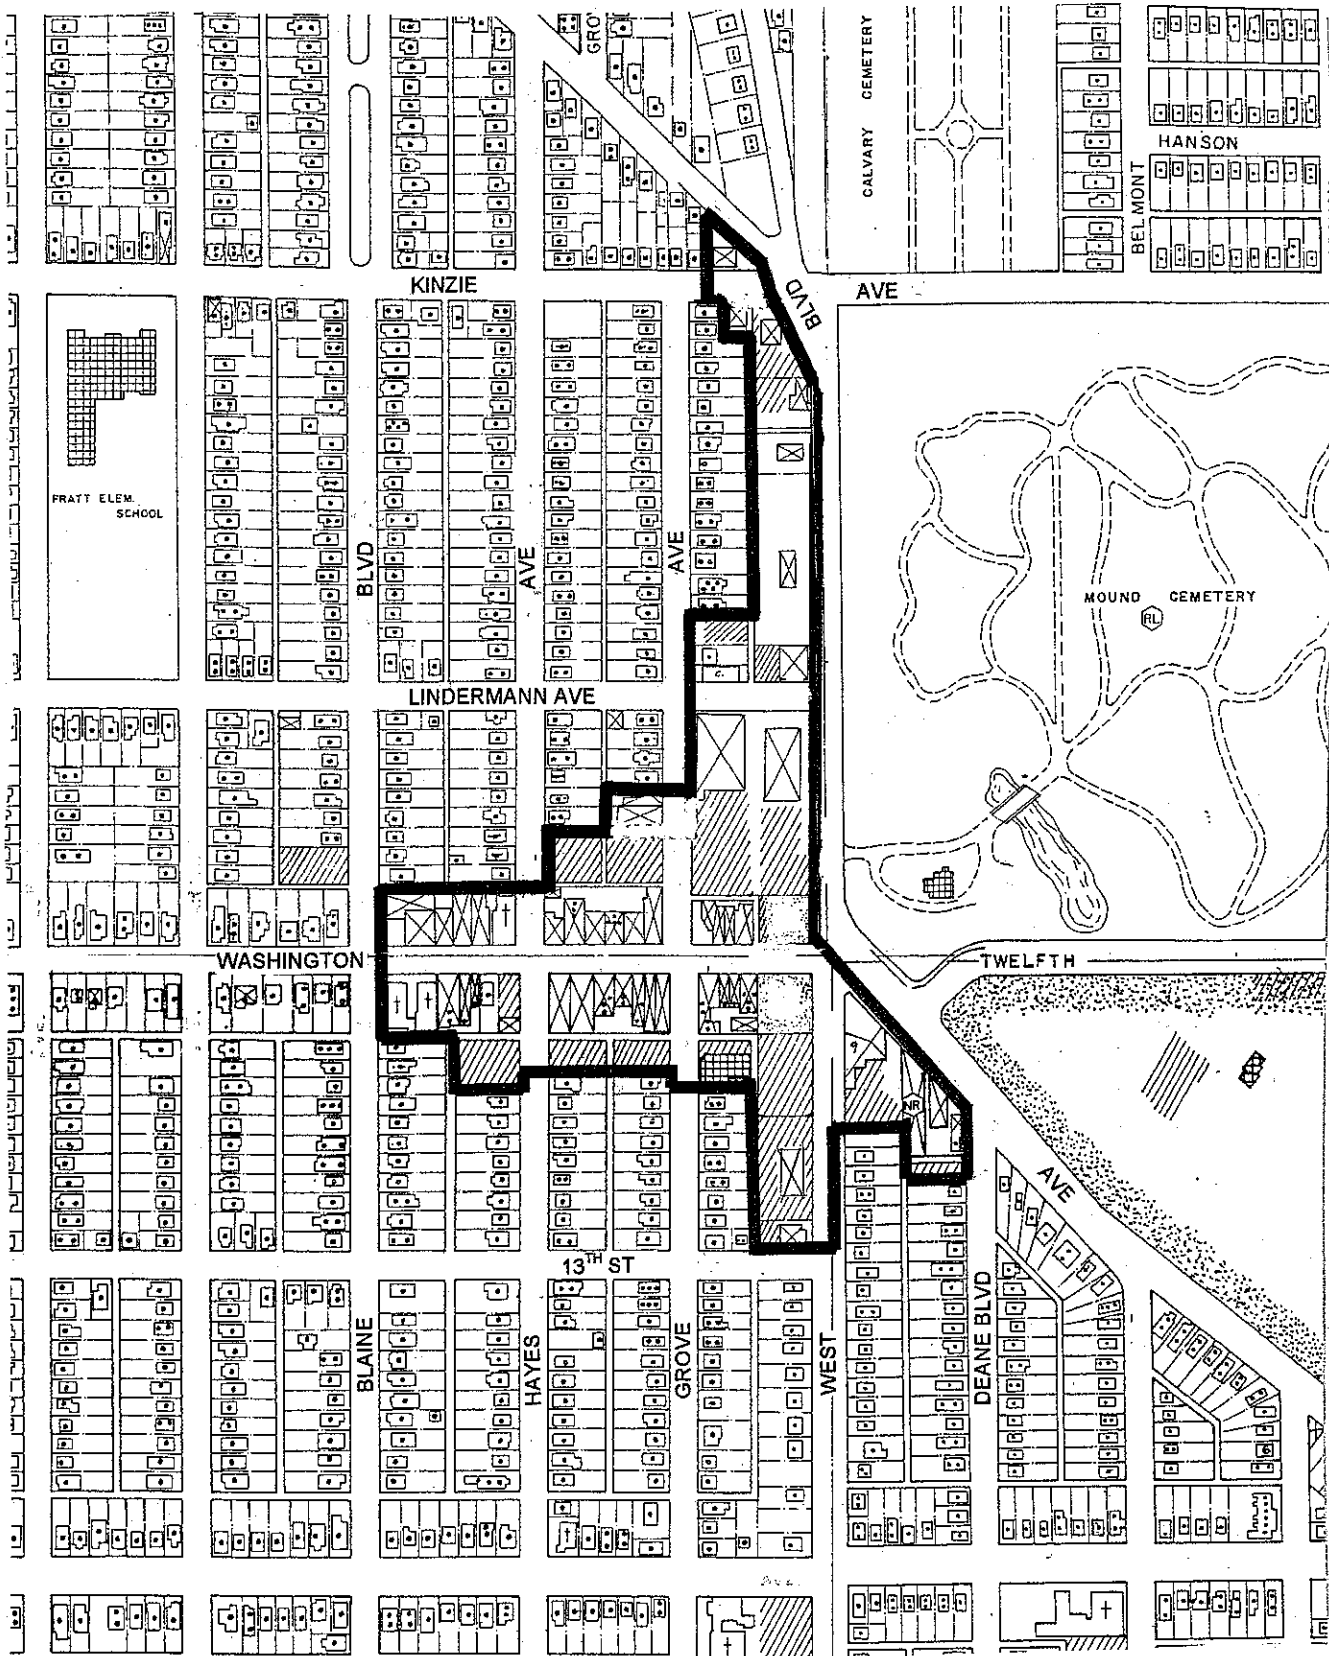 GROV
CALVARY CEMETERY
HANSON
BELMONT
KINZIE
BLVD
AVE
PRATT ELEM.
SCHOOL
BLVD
AVE
AVE
MOUND CEMETERY
RL
LINDERMANN AVE
G.
WASHINGTON
TWELFTH
NR
AVE
13TH ST
BLAINE
HAYES
GROVE
WEST
DEANE BLVD